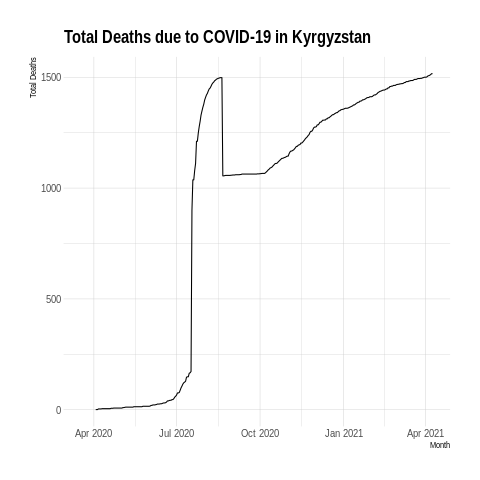 Total Deaths due to COVID-19 in Kyrgyzstan
Total Deaths
1500
1000
500
0
Apr 2020 Jul 2020 Oct 2020 Jan 2021 Apr 2021
Month